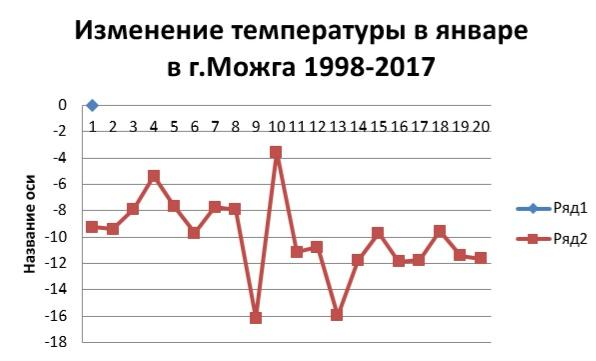 Изменение температуры в январе
в г.Можга 1998-2017
0
1 2 3 4 5 6 7 8 9 10 11 12 13 14 15 16 17 18 19 20
-2
-4
-6
-8
-10
-12
-14
-16
-18
Название оси
Ряд1
Ряд2